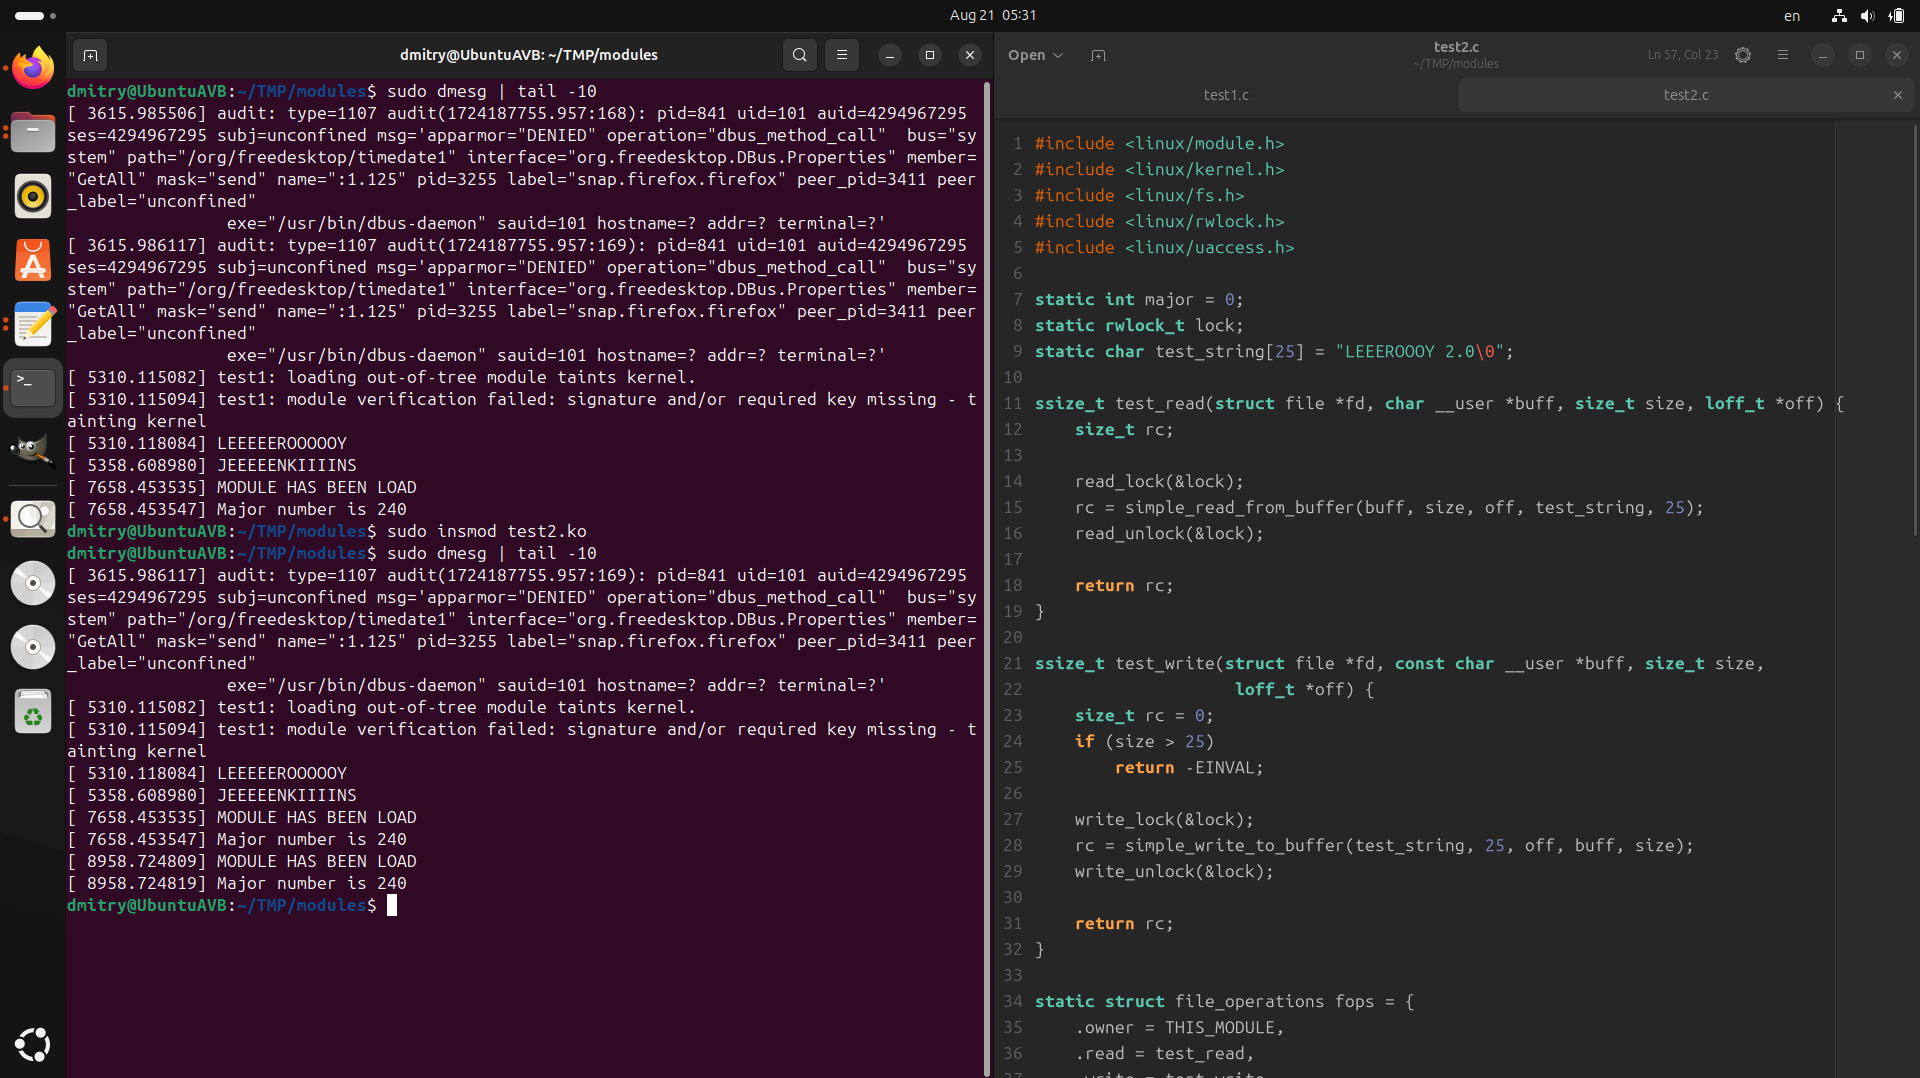 Aug 21 05:31
en
dmitry@UbuntuAVB: ~/TMP/modules
dmitry@UbuntuAVB:~/TMP/modules$ sudo dmesg | tail -10
[ 3615.985506] audit: type=1107 audit(1724187755.957:168): pid=841 uid=101 auid=4294967295
ses=4294967295 subj=unconfined msg='apparmor="DENIED" operation="dbus_method_call"  bus="sy
stem" path="/org/freedesktop/timedate1" interface="org.freedesktop.DBus.Properties" member=
"GetAll" mask="send" name=":1.125" pid=3255 label="snap.firefox.firefox" peer_pid=3411 peer
_label="unconfined"
exe="/usr/bin/dbus-daemon" sauid=101 hostname=? addr=? terminal=?'
[ 3615.986117] audit: type=1107 audit(1724187755.957:169): pid=841 uid=101 auid=4294967295
ses=4294967295 subj=unconfined msg='apparmor="DENIED" operation="dbus_method_call"  bus="sy
stem" path="/org/freedesktop/timedate1" interface="org.freedesktop.DBus.Properties" member=
"GetAll" mask="send" name=":1.125" pid=3255 label="snap.firefox.firefox" peer_pid=3411 peer
_label="unconfined"
exe="/usr/bin/dbus-daemon" sauid=101 hostname=? addr=? terminal=?'
[ 5310.115082] test1: loading out-of-tree module taints kernel.
[ 5310.115094] test1: module verification failed: signature and/or required key missing - t
ainting kernel
[ 5310.118084] LEEEEEROOOOOY
[ 5358.608980] JEEEEENKIIIINS
[ 7658.453535] MODULE HAS BEEN LOAD
[ 7658.453547] Major number is 240
dmitry@UbuntuAVB:~/TMP/modules$ sudo insmod test2.ko
dmitry@UbuntuAVB:~/TMP/modules$ sudo dmesg | tail -10
[ 3615.986117] audit: type=1107 audit(1724187755.957:169): pid=841 uid=101 auid=4294967295
ses=4294967295 subj=unconfined msg='apparmor="DENIED" operation="dbus_method_call"  bus="sy
stem" path="/org/freedesktop/timedate1" interface="org.freedesktop.DBus.Properties" member=
"GetAll" mask="send" name=":1.125" pid=3255 label="snap.firefox.firefox" peer_pid=3411 peer
_label="unconfined"
exe="/usr/bin/dbus-daemon" sauid=101 hostname=? addr=? terminal=?'
[ 5310.115082] test1: loading out-of-tree module taints kernel.
[ 5310.115094] test1: module verification failed: signature and/or required key missing - t
ainting kernel
[ 5310.118084] LEEEEEROOOOOY
[ 5358.608980] JEEEEENKIIIINS
[ 7658.453535] MODULE HAS BEEN LOAD
[ 7658.453547] Major number is 240
[ 8958.724809] MODULE HAS BEEN LOAD
[ 8958.724819] Major number is 240
dmitry@UbuntuAVB:~/TMP/modules$
Open
test2.c
~/TMP/modules
Ln 57, Col 23
test1.c
test2.c
1 #include <linux/module.h>
2 #include <linux/kernel.h>
3 #include <linux/fs.h>
4 #include <linux/rwlock.h>
5 #include <linux/uaccess.h>
6
7 static int major = 0;
8 static rwlock_t lock;
9 static char test_string[25] = "LEEEROOOY 2.0\0";
10
11 ssize_t test_read(struct file *fd, char __user *buff, size_t size, loff_t *off) {
12     size_t rc;
13
14     read_lock(&lock);
15     rc = simple_read_from_buffer(buff, size, off, test_string, 25);
16     read_unlock(&lock);
17
18     return rc;
19 }
20
21 ssize_t test_write(struct file *fd, const char __user *buff, size_t size,
22                     loff_t *off) {
23     size_t rc = 0;
24     if (size > 25)
25         return -EINVAL;
26
27     write_lock(&lock);
28     rc = simple_write_to_buffer(test_string, 25, off, buff, size);
29     write_unlock(&lock);
30
31     return rc;
32 }
33
34 static struct file_operations fops = {
35     .owner = THIS_MODULE,
36     .read = test_read,
37     .write = test_write